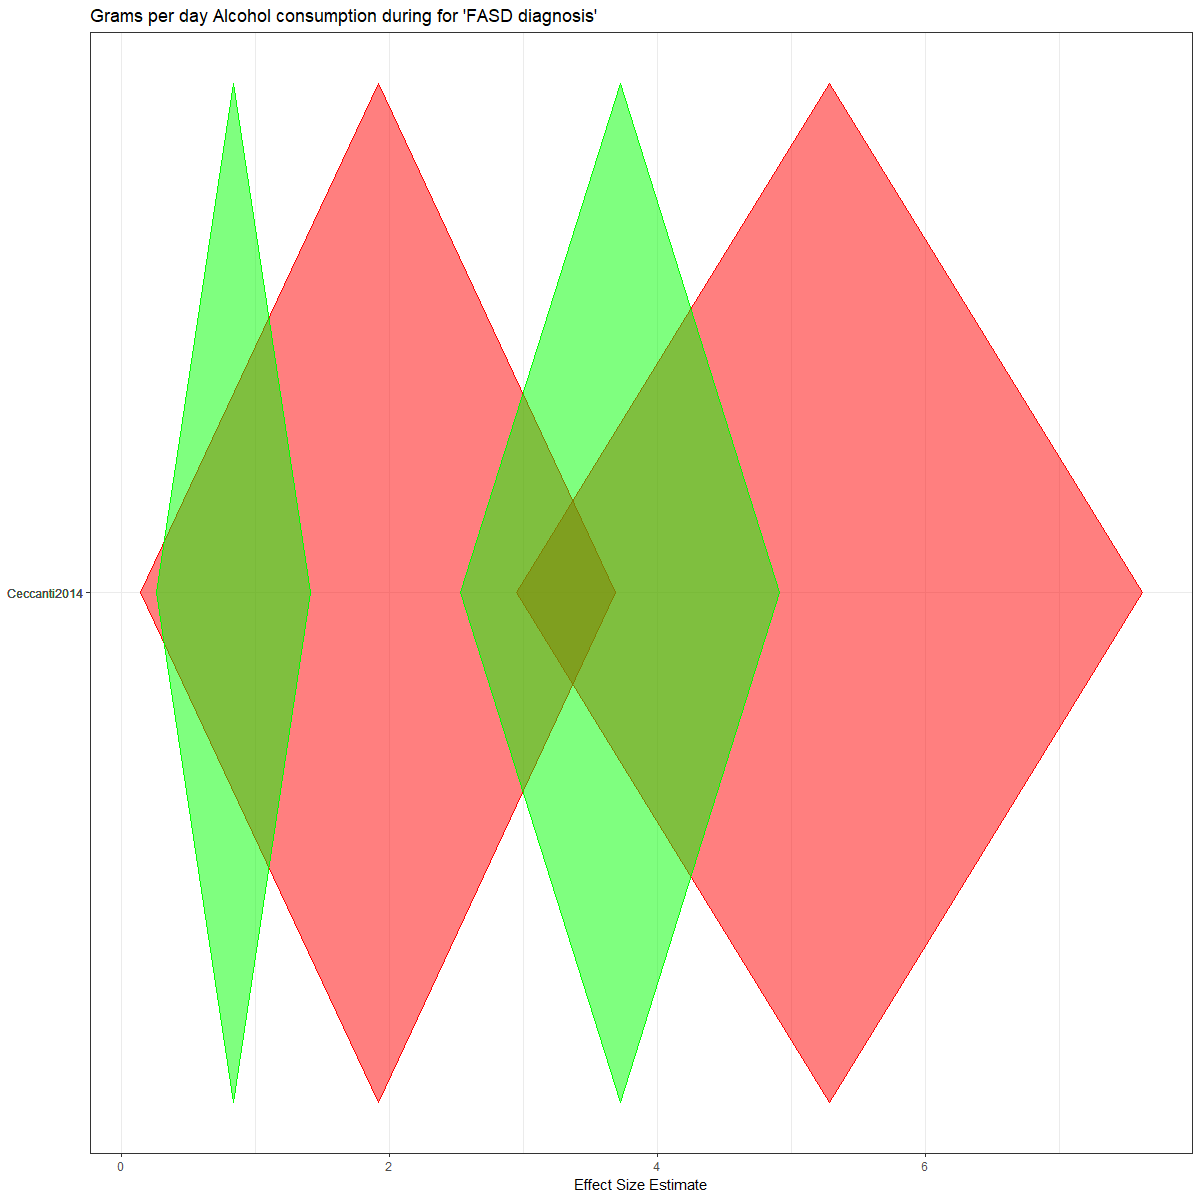 Grams per day Alcohol consumption during for 'FASD diagnosis'
Ceccanti2014
0 2 4 6
Effect Size Estimate